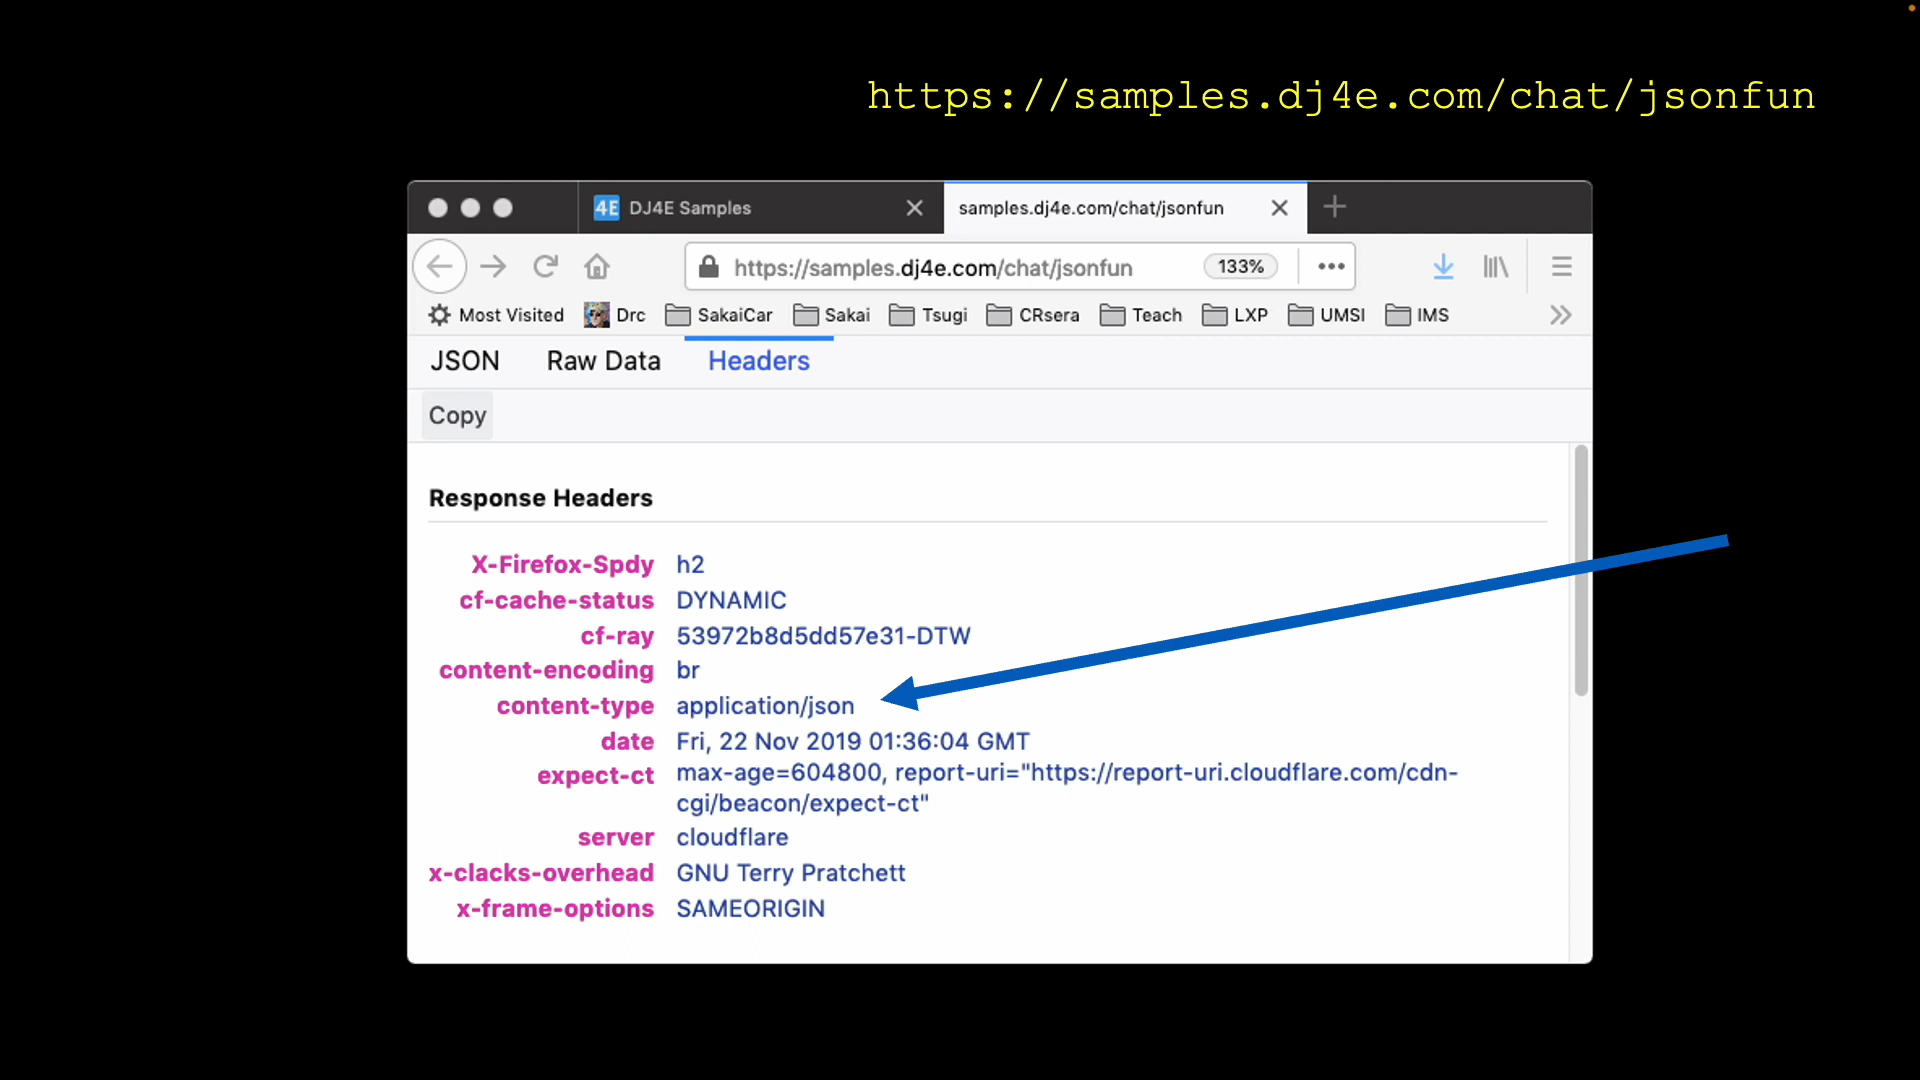 https://samples.dj4e.com/chat/jsonfun
4E DJ4E Samples
samples.dj4e.com/chat/jsonfun
https://samples.dj4e.com/chat/jsonfun 133%
Most Visited Drc SakaiCar Sakai Tsugi CRsera Teach LXP UMSI IMS
JSON Raw Data Headers
Copy
Response Headers
X-Firefox-Spdy h2
cf-cache-status DYNAMIC
cf-ray 53972b8d5dd57e31-DTW
content-encoding br
content-type application/json
date Fri, 22 Nov 2019 01:36:04 GMT
expect-ct max-age=604800, report-uri="https://report-uri.cloudflare.com/cdn-
cgi/beacon/expect-ct"
server cloudflare
x-clacks-overhead GNU Terry Pratchett
x-frame-options SAMEORIGIN